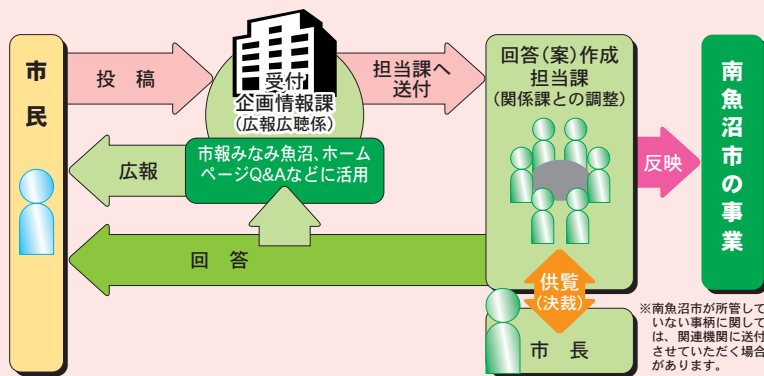 市民
投稿
受付
企画情報課
(広報広聴係)
担当課へ
送付
回答(案)作成
担当課
(関係課との調整)
反映
南魚沼市の事業
広報
市報みなみ魚沼、ホーム
ページQ&Aなどに活用
回答
供覧
(決裁)
市長
※南魚沼市が所管して
いない事柄に関して
は、関連機関に送付
させていただく場合
があります。